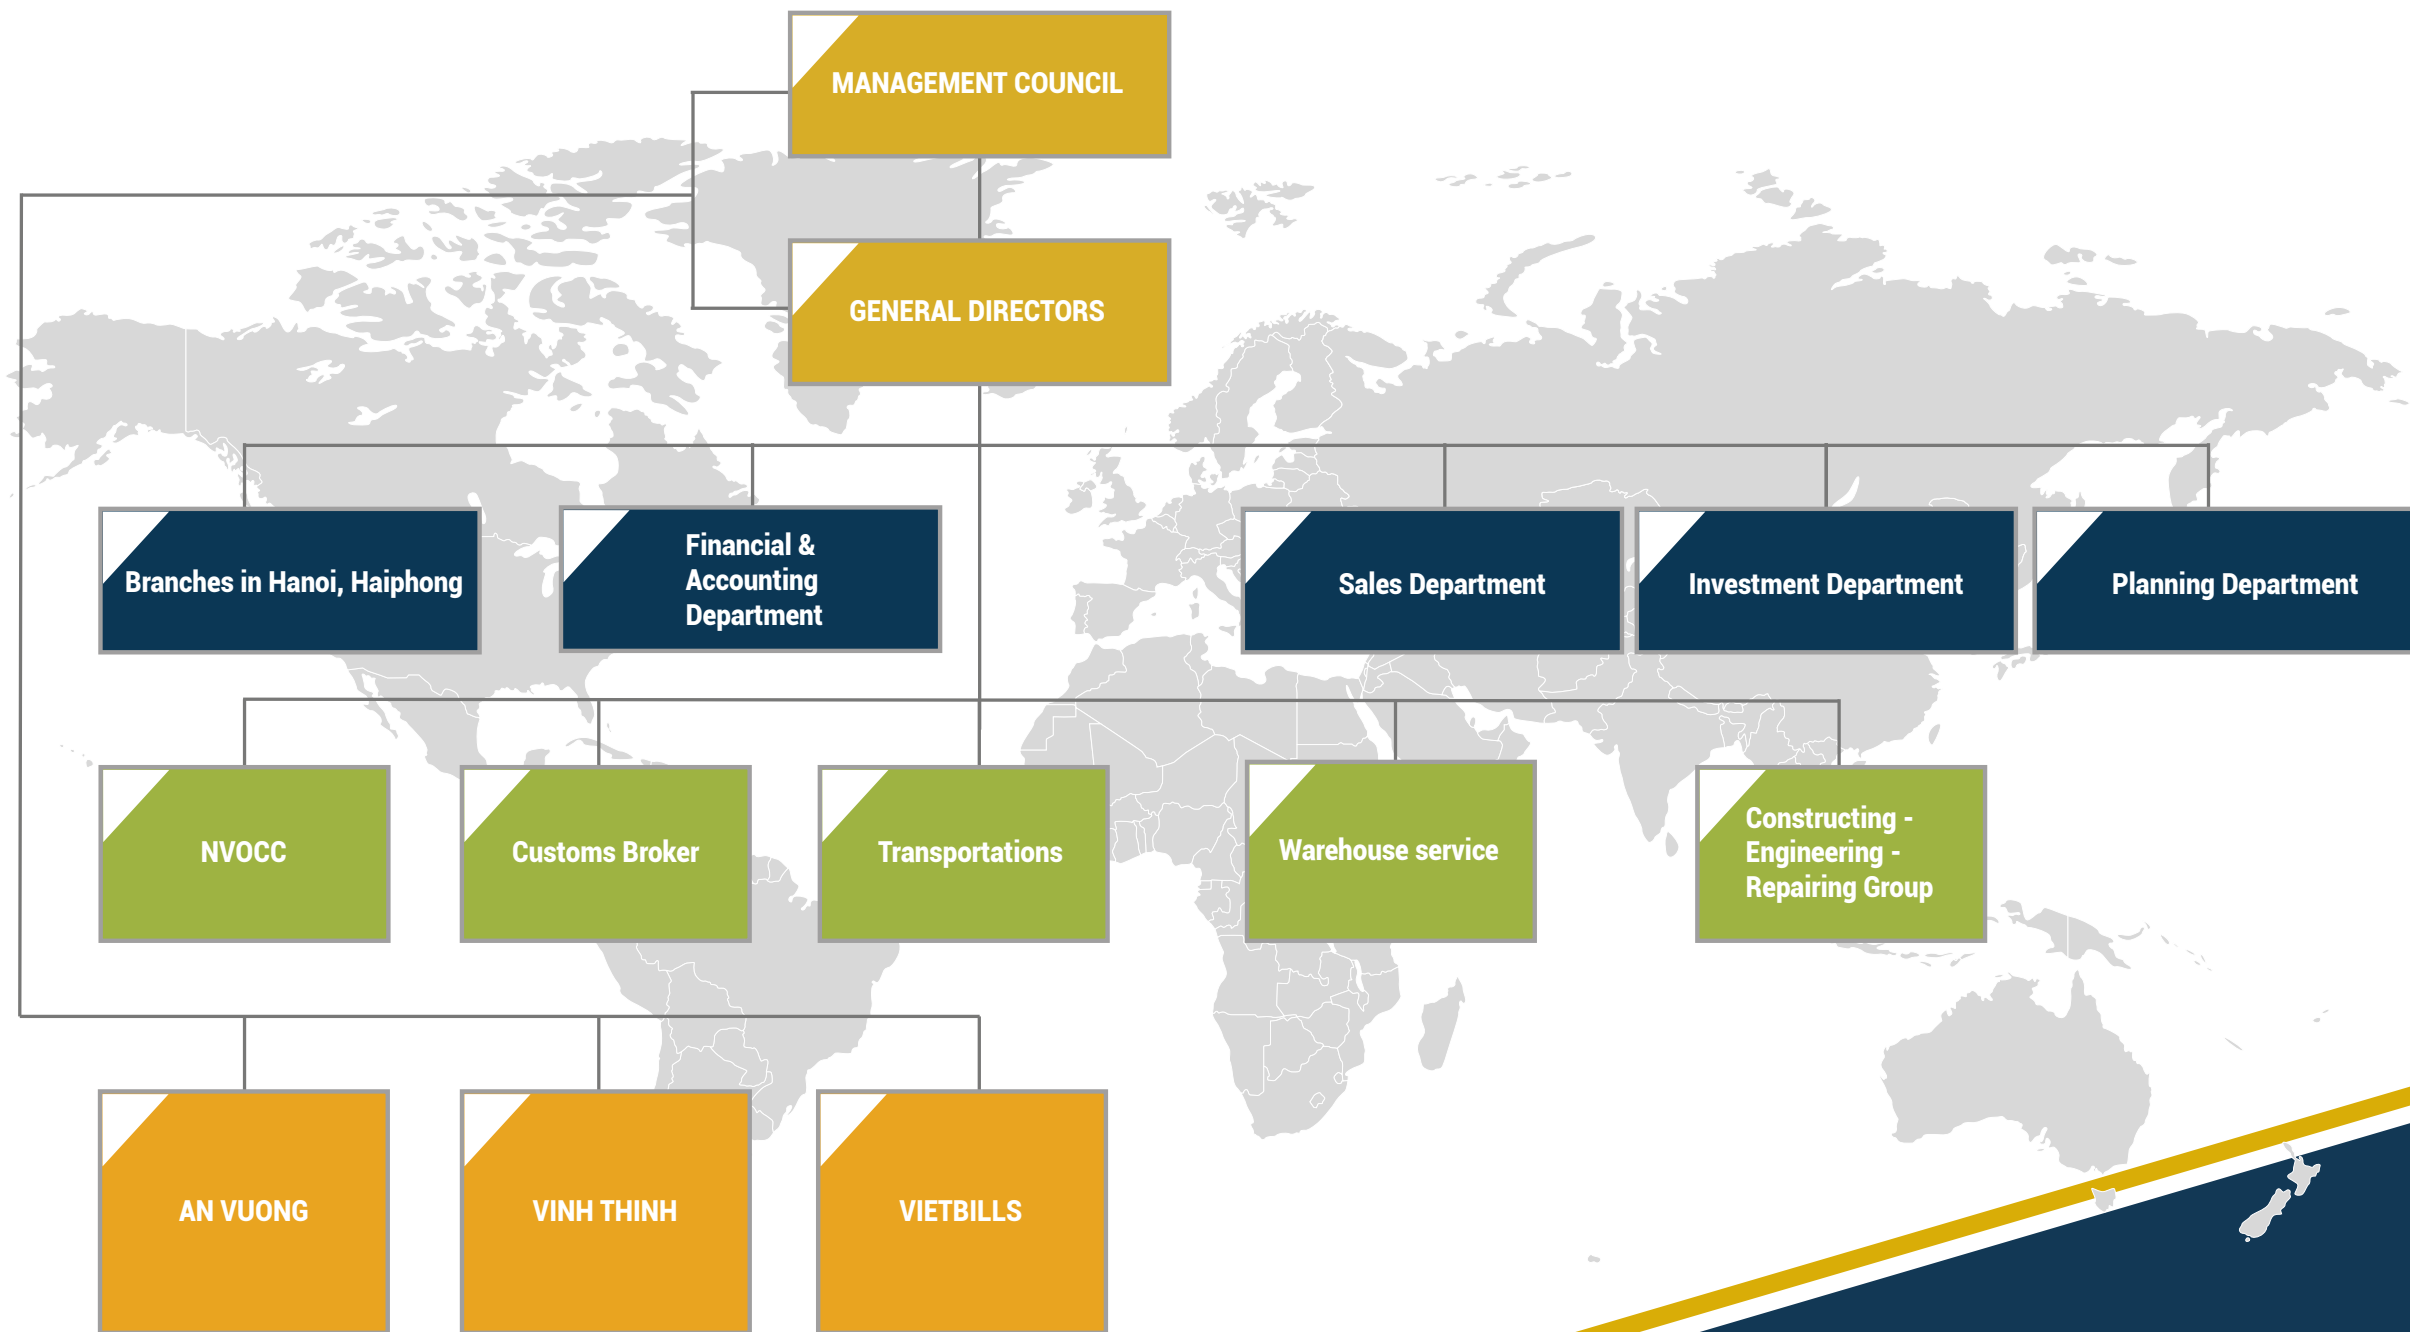 MANAGEMENT COUNCIL
GENERAL DIRECTORS
Branches in Hanoi, Haiphong
Financial &
Accounting
Department
Sales Department
Investment Department
Planning Department
NVOCC
Customs Broker
Transportations
Warehouse service
Constructing -
Engineering -
Repairing Group
AN VUONG
VINH THINH
VIETBILLS